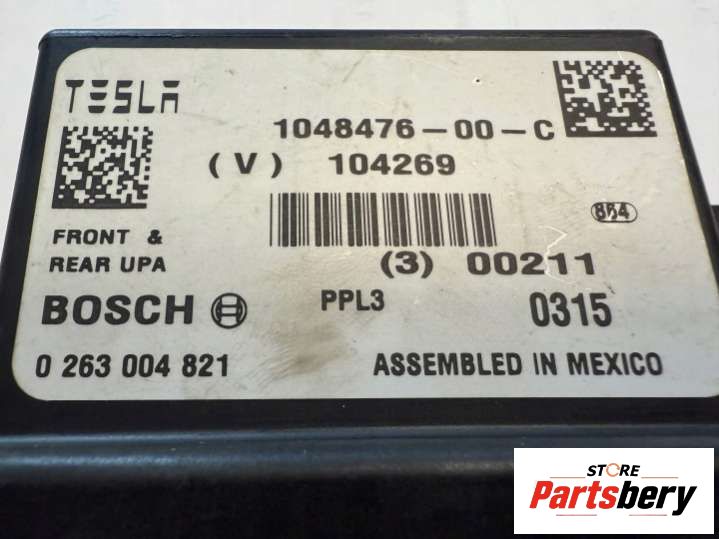 TESLA
1048476-00-C
(V) 104269
864
FRONT &
REAR UPA
(3) 00211
BOSCH
PPL3
0315
0 263 004 821
ASSEMBLED IN MEXICO
STORE
Partsbery